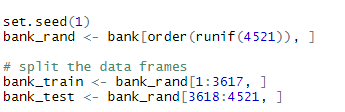 set.seed(1)
bank_rand <- bank[order(runif(4521)), ]
# split the data frames
bank_train <- bank_rand[1:3617, ]
bank_test <- bank_rand[3618:4521, ]